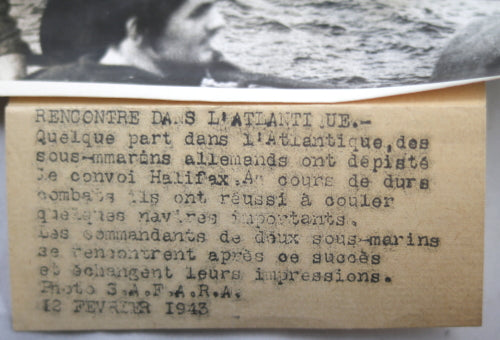 RENCONTRE DANS L'ATLANTIQUE.-
Quelque part dans l'Atlantique,des
sous-mmarins allemands ont dépisté
le convoi Halifax.Au cours de durs
combats ils ont réussi à couler
quelques navires importants.
Les commandants de deux sous-marins
se rencontrent après ce succès
et échangent leurs impressions.
Photo S.A.F.A.R.A.
12 FEVRIER 1943